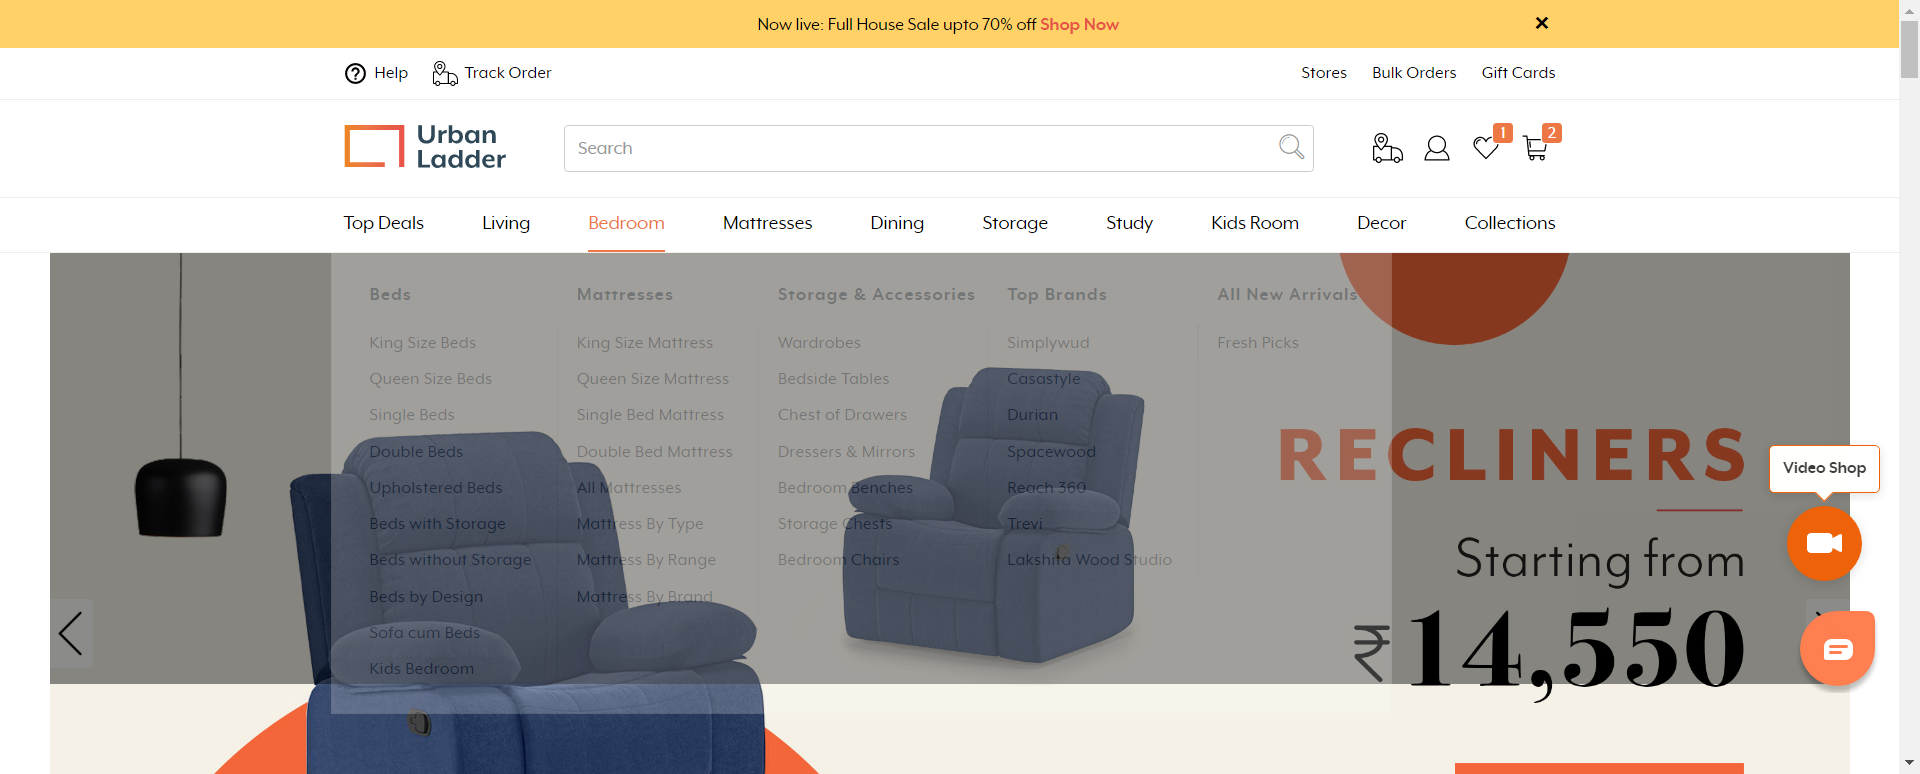 Now live: Full House Sale upto 70% off Shop Now
Help
Track Order
Stores
Bulk Orders
Gift Cards
Urban
Ladder
Search
1
2
Top Deals
Living
Bedroom
Mattresses
Dining
Storage
Study
Kids Room
Decor
Collections
Beds
King Size Beds
Queen Size Beds
Single Beds
Double Beds
Upholstered Beds
Beds with Storage
Beds without Storage
Beds by Design
Sofa cum Beds
Kids Bedroom
Mattresses
King Size Mattress
Queen Size Mattress
Single Bed Mattress
Double Bed Mattress
All Mattresses
Mattress By Type
Mattress By Range
Mattress By Brand
Storage & Accessories
Wardrobes
Bedside Tables
Chest of Drawers
Dressers & Mirrors
Bedroom Benches
Storage Chests
Bedroom Chairs
Top Brands
Simplywud
Casastyle
Durian
Spacewood
Reach 360
Trevi
Lakshita Wood Studio
All New Arrivals
Fresh Picks
RECLINERS
Starting from
₹14,550
Video Shop